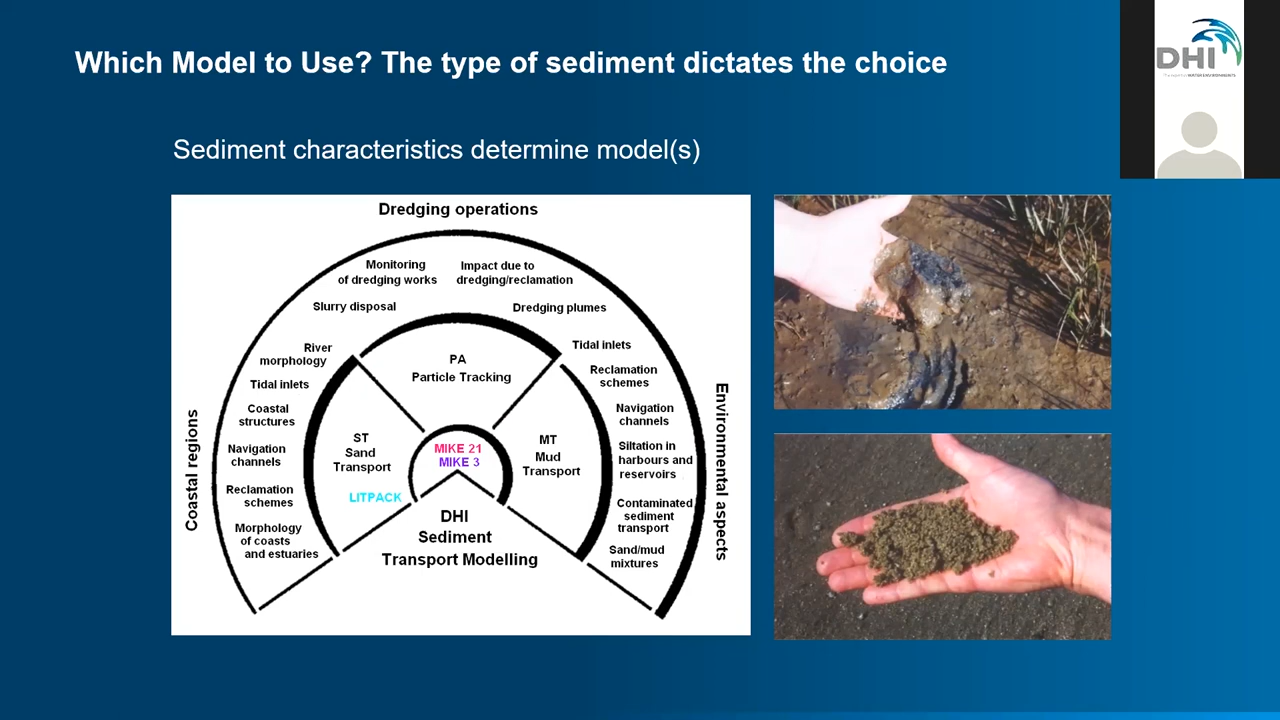 Which Model to Use? The type of sediment dictates the choice
DHI
Sediment characteristics determine model(s)
Dredging operations
Monitoring
of dredging works
Impact due to
dredging/reclamation
Slurry disposal
Dredging plumes
River
morphology
Tidal inlets
Coastal
structures
Navigation
channels
Reclamation
schemes
Morphology
of coasts
and estuaries
Coastal regions
PA
Particle Tracking
ST
Sand
Transport
LITPACK
MIKE 21
MIKE 3
MT
Mud
Transport
DHI
Sediment
Transport Modelling
Tidal inlets
Reclamation
schemes
Navigation
channels
Siltation in
harbours and
reservoirs
Contaminated
sediment
transport
Sand/mud
mixtures
Environmental aspects